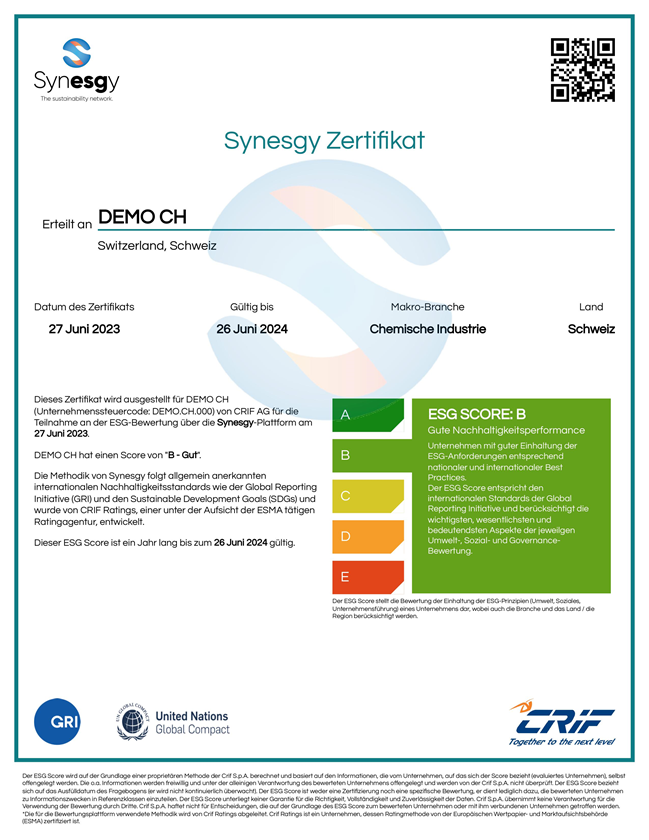 Synesgy
The sustainability network.
Synesgy Zertifikat
Erteilt an DEMO CH
Switzerland, Schweiz
Datum des Zertifikats Gültig bis Makro-Branche Land
27 Juni 2023 26 Juni 2024 Chemische Industrie Schweiz
Dieses Zertifikat wird ausgestellt für DEMO CH
(Unternehmenssteuercode: DEMO.CH.000) von CRIF AG für die
Teilnahme an der ESG-Bewertung über die Synesgy-Plattform am
27 Juni 2023.
DEMO CH hat einen Score von "B - Gut".
Die Methodik von Synesgy folgt allgemein anerkannten
internationalen Nachhaltigkeitsstandards wie der Global Reporting
Initiative (GRI) und den Sustainable Development Goals (SDGs) und
wurde von CRIF Ratings, einer unter der Aufsicht der ESMA tätigen
Ratingagentur, entwickelt.
Dieser ESG Score ist ein Jahr lang bis zum 26 Juni 2024 gültig.
A
B
C
D
E
ESG SCORE: B
Gute Nachhaltigkeitsperformance
Unternehmen mit guter Einhaltung der
ESG-Anforderungen entsprechend
nationaler und internationaler Best
Practices.
Der ESG Score entspricht den
internationalen Standards der Global
Reporting Initiative und berücksichtigt die
wichtigsten, wesentlichsten und
bedeutendsten Aspekte der jeweiligen
Umwelt-, Sozial- und Governance-
Bewertung.
Der ESG Score stellt die Bewertung der Einhaltung der ESG-Prinzipien (Umwelt, Soziales,
Unternehmensführung) eines Unternehmens dar, wobei auch die Branche und das Land / die
Region berücksichtigt werden.
GRI
UN GLOBAL COMPACT
United Nations
Global Compact
CRIF
Together to the next level
Der ESG Score wird auf der Grundlage einer proprietären Methode der Crif S.p.A. berechnet und basiert auf den Informationen, die vom Unternehmen, auf das sich der Score bezieht (evaluiertes Unternehmen), selbst
offengelegt werden. Die o.a. Informationen werden freiwillig und unter der alleinigen Verantwortung des bewerteten Unternehmens offengelegt und werden von der Crif S.p.A. nicht überprüft. Der ESG Score bezieht
sich auf das Ausfülldatum des Fragebogens (er wird nicht kontinuierlich überwacht). Der ESG Score ist weder eine Zertifizierung noch eine spezifische Bewertung, er dient lediglich dazu, die bewerteten Unternehmen
zu Informationszwecken in Referenzklassen einzuteilen. Der ESG Score unterliegt keiner Garantie für die Richtigkeit, Vollständigkeit und Zuverlässigkeit der Daten. Crif S.p.A. übernimmt keine Verantwortung für die
Verwendung der durch Dritte. Crif S.p.A. haftet nicht für Entscheidungen, die auf der Grundlage des ESG Score zum bewerteten Unternehmen oder mit ihm verbundenen Unternehmen getroffen werden.
*Die für die Bewertungsplattform verwendete Methodik wird von Crif Ratings abgeleitet. Crif Ratings ist ein Unternehmen, dessen Ratingmethode von der Europäischen Wertpapier- und Marktaufsichtsbehörde
(ESMA) zertifiziert ist.